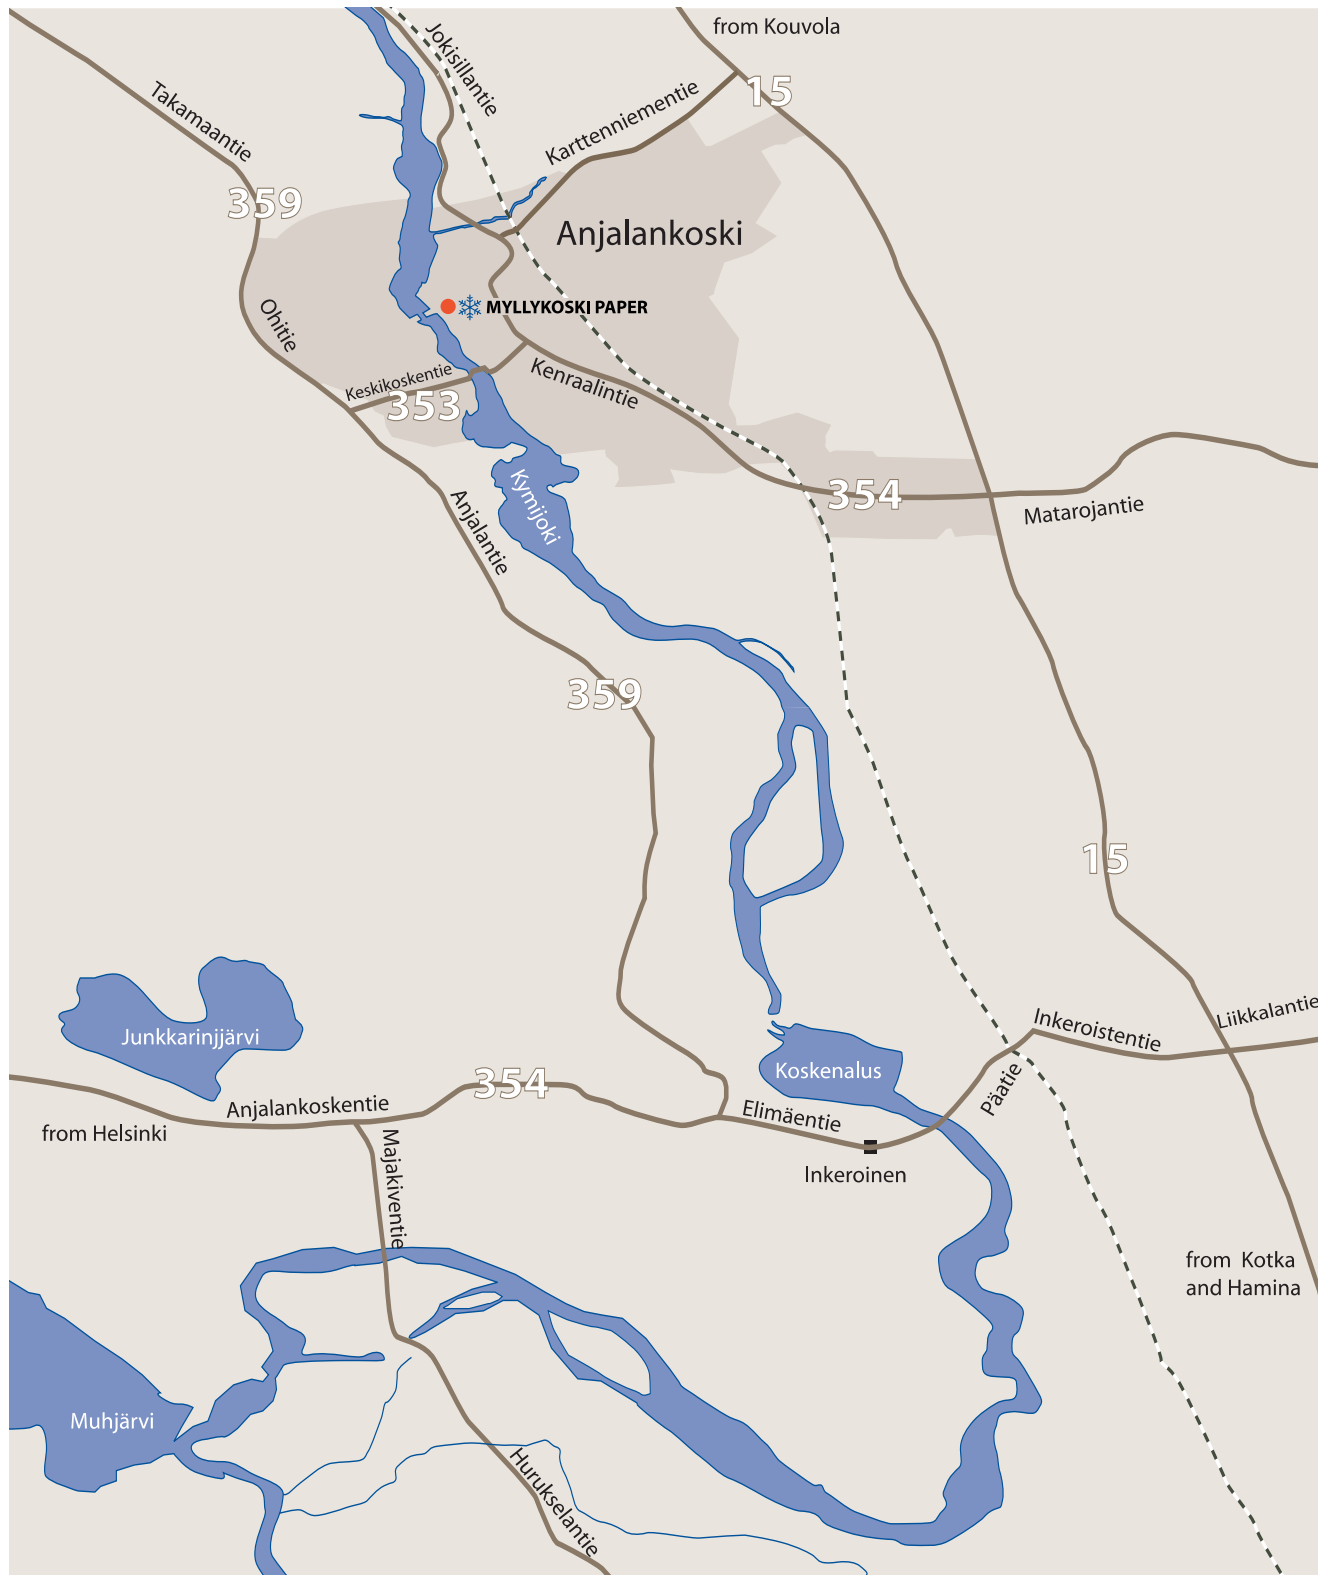 from Kouvola
Jokisillantie
15
Takamaantie
Karttenniementie
359
Anjalankoski
MYLLYKOSKI PAPER
Ohitie
Keskikoskentie
Kenraalintie
353
354
Matarojantie
Kymijoki
Anjalantie
359
15
Junkkarinjjärvi
Inkeroistentie
Liikkalantie
Koskenalus
354
Päätie
Anjalankoskentie
Elimäentie
from Helsinki
Majakiventie
Inkeroinen
from Kotka
and Hamina
Muhjärvi
Hurukselantie